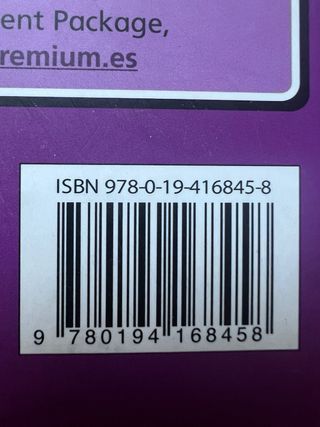 ent Package,
remium.es
ISBN 978-0-19-416845-8
9 780194 168458